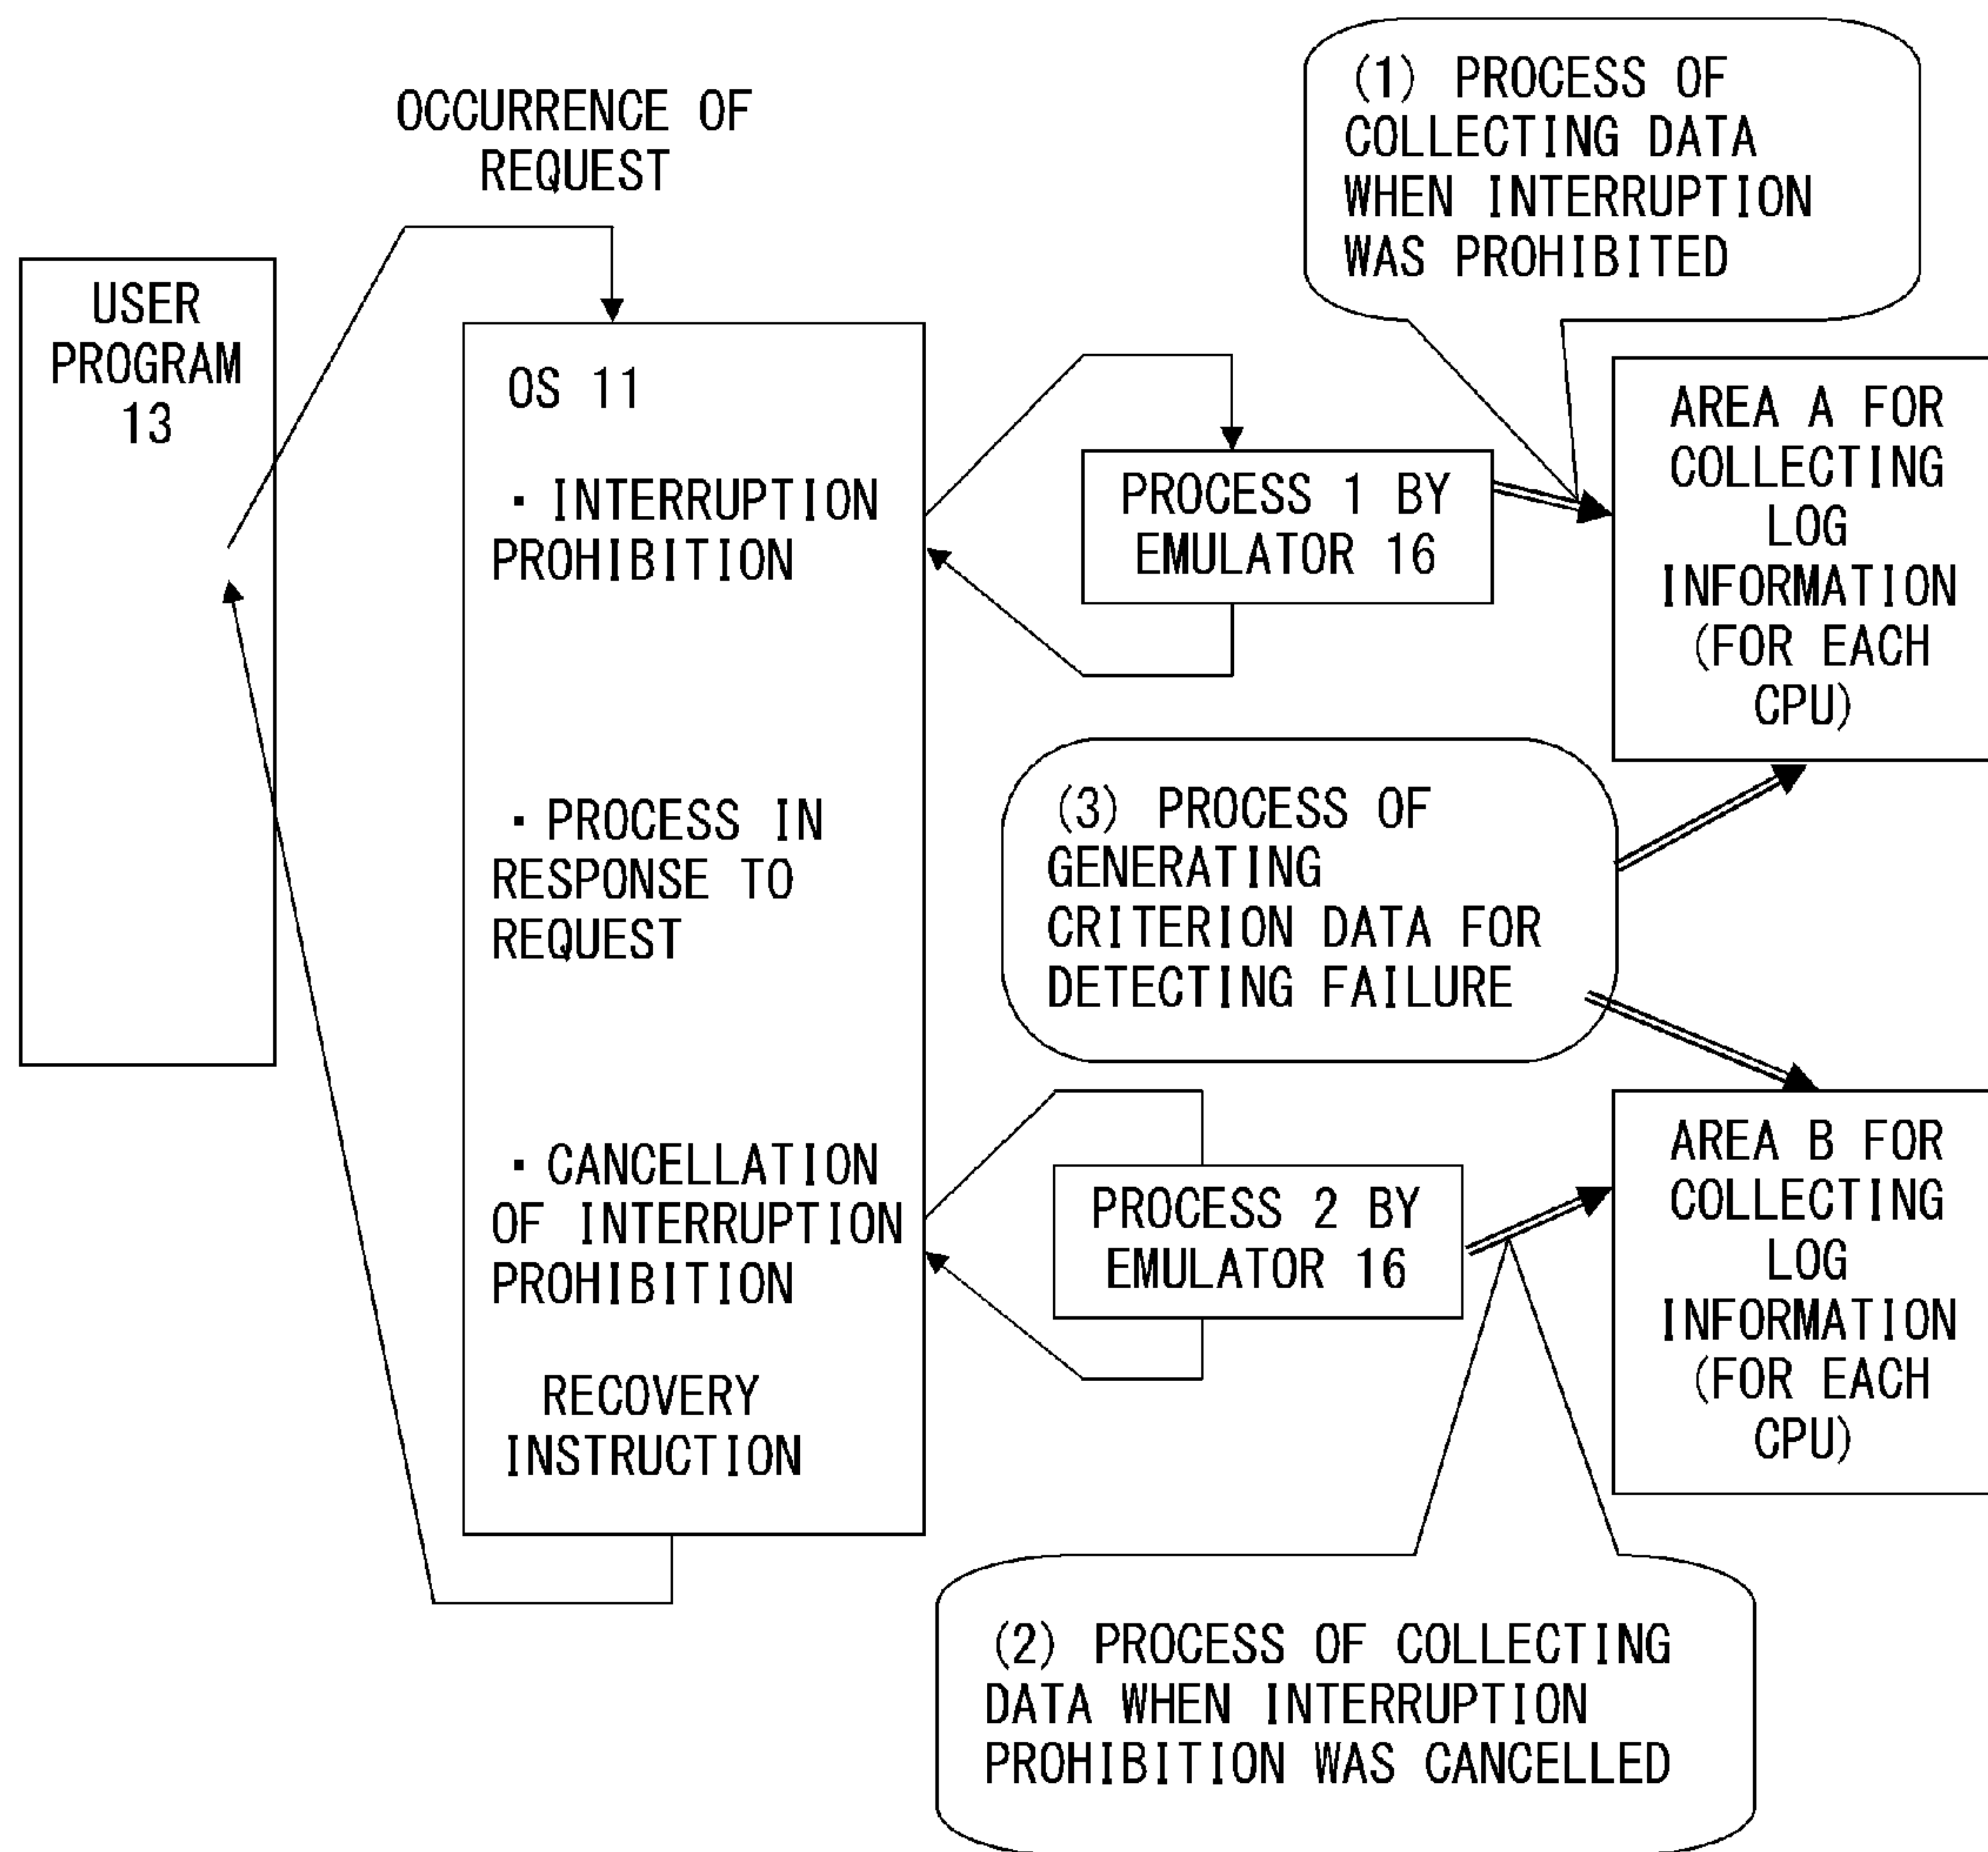 OCCURRENCE OF
REQUEST
USER
PROGRAM
13
OS 11
・INTERRUPTION
PROHIBITION
・PROCESS IN
RESPONSE TO
REQUEST
・CANCELLATION
OF INTERRUPTION
PROHIBITION
RECOVERY
INSTRUCTION
(1) PROCESS OF
COLLECTING DATA
WHEN INTERRUPTION
WAS PROHIBITED
PROCESS 1 BY
EMULATOR 16
AREA A FOR
COLLECTING
LOG
INFORMATION
(FOR EACH
CPU)
(3) PROCESS OF
GENERATING
CRITERION DATA FOR
DETECTING FAILURE
PROCESS 2 BY
EMULATOR 16
AREA B FOR
COLLECTING
LOG
INFORMATION
(FOR EACH
CPU)
(2) PROCESS OF COLLECTING
DATA WHEN INTERRUPTION
PROHIBITION WAS CANCELLED